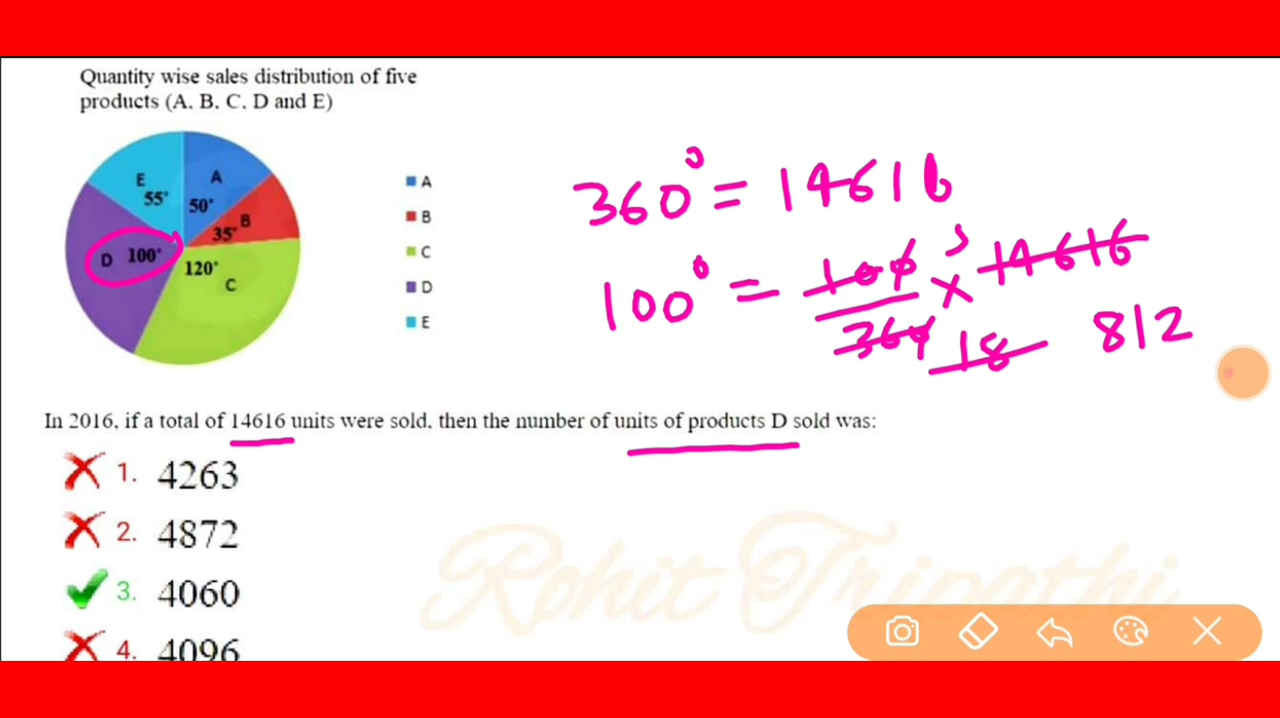 Quantity wise sales distribution of five
products (A. B. C. D and E)
E
55°
A
50°
B
35°
D 100°
120°
C
A
B
C
D
E
360° = 14616
100° = 100/360 × 14616
5
18
812
In 2016, if a total of 14616 units were sold, then the number of units of products D sold was:
1. 4263
2. 4872
3. 4060
4. 4096
Rohit Tripathi